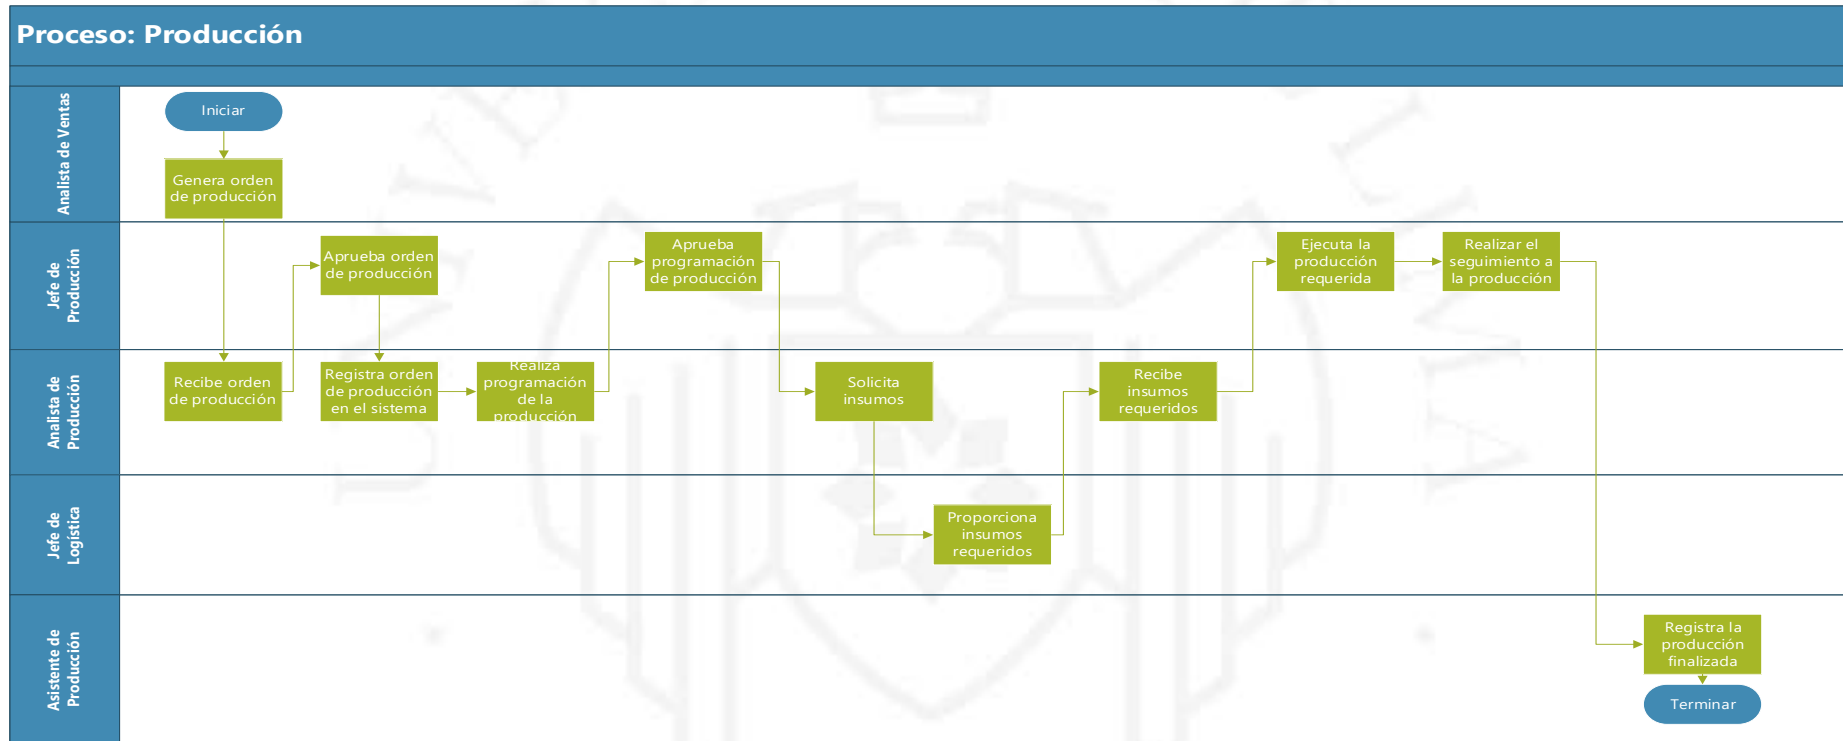 Proceso: Producción
Analista de Ventas
Iniciar
Genera orden
de producción
Jefe de
Producción
Aprueba orden
de producción
Aprueba
programación
de producción
Ejecuta la
producción
requerida
Realizar el
seguimiento a
la producción
Analista de
Producción
Recibe orden
de producción
Registra orden
de producción
en el sistema
Realiza
programación
de la
producción
Solicita
insumos
Recibe
insumos
requeridos
Jefe de
Logística
Proporciona
insumos
requeridos
Asistente de
Producción
Registra la
producción
finalizada
Terminar